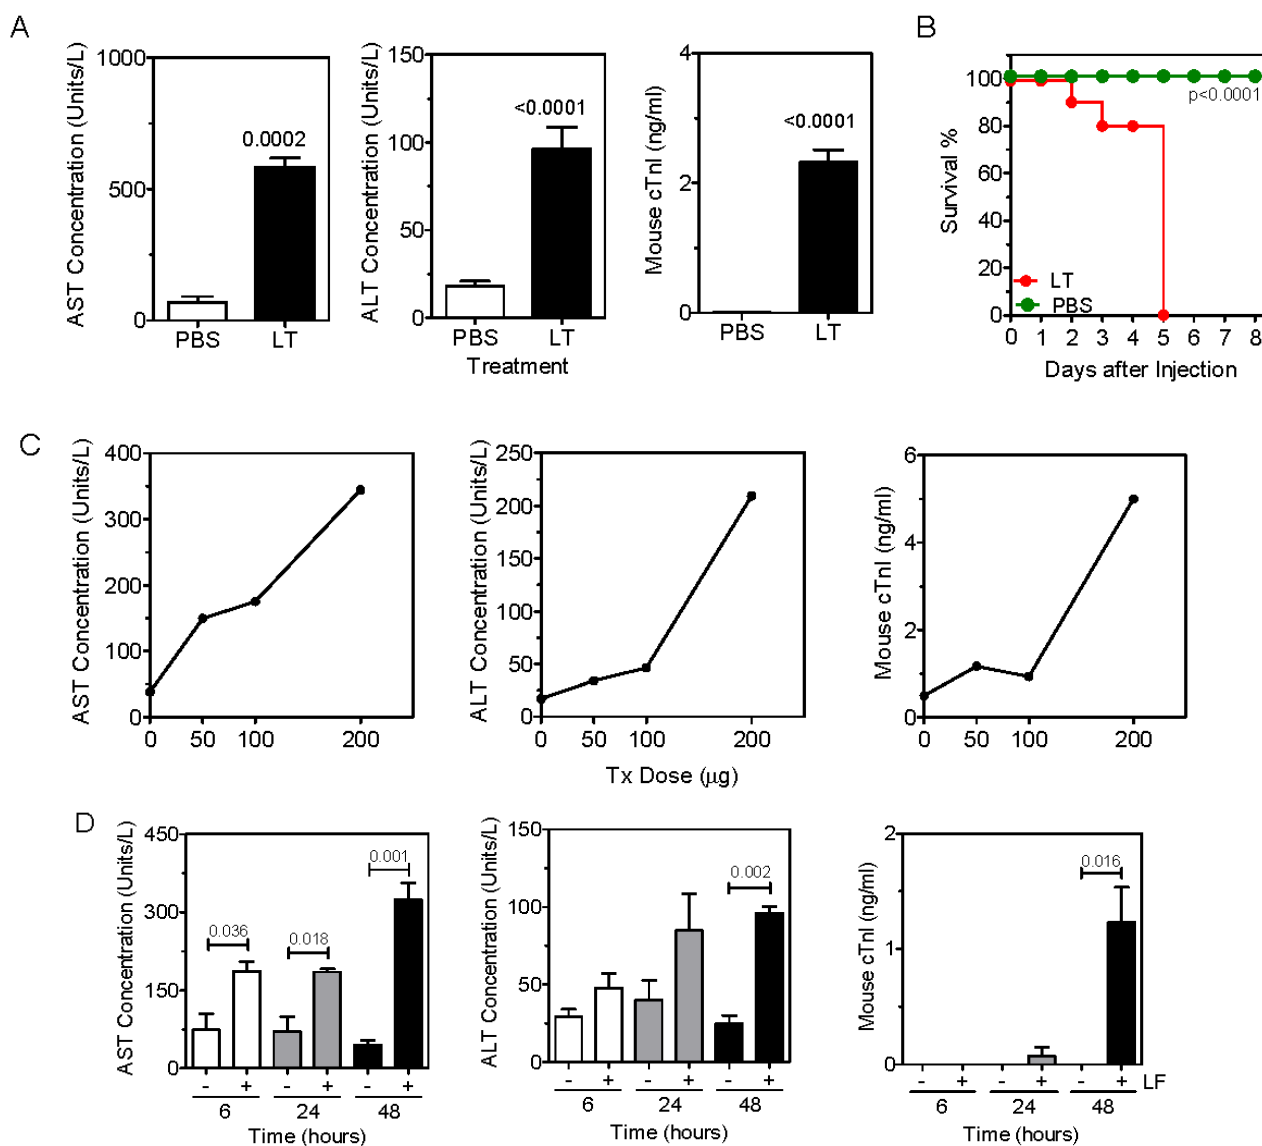 A
AST Concentration (Units/L)
1000
500
0
0.0002
PBS
LT
ALT Concentration (Units/L)
150
100
50
0
<0.0001
PBS
LT
Treatment
Mouse cTnI (ng/ml)
4
2
0
<0.0001
PBS
LT
B
Survival %
100
80
60
40
20
0
p<0.0001
LT
PBS
0 1 2 3 4 5 6 7 8
Days after Injection
C
AST Concentration (Units/L)
400
300
200
100
0
0 50 100 200
ALT Concentration (Units/L)
250
200
150
100
50
0
0 50 100 200
Tx Dose (μg)
Mouse cTnI (ng/ml)
6
4
2
0
0 50 100 200
D
AST Concentration (Units/L)
450
300
150
0
0.036
0.018
0.001
- + - + - +
6 24 48
Time (hours)
ALT Concentration (Units/L)
150
100
50
0
0.002
- + - + - +
6 24 48
Time (hours)
Mouse cTnI (ng/ml)
2
1
0
0.016
- + - + - + LF
6 24 48
Time (hours)